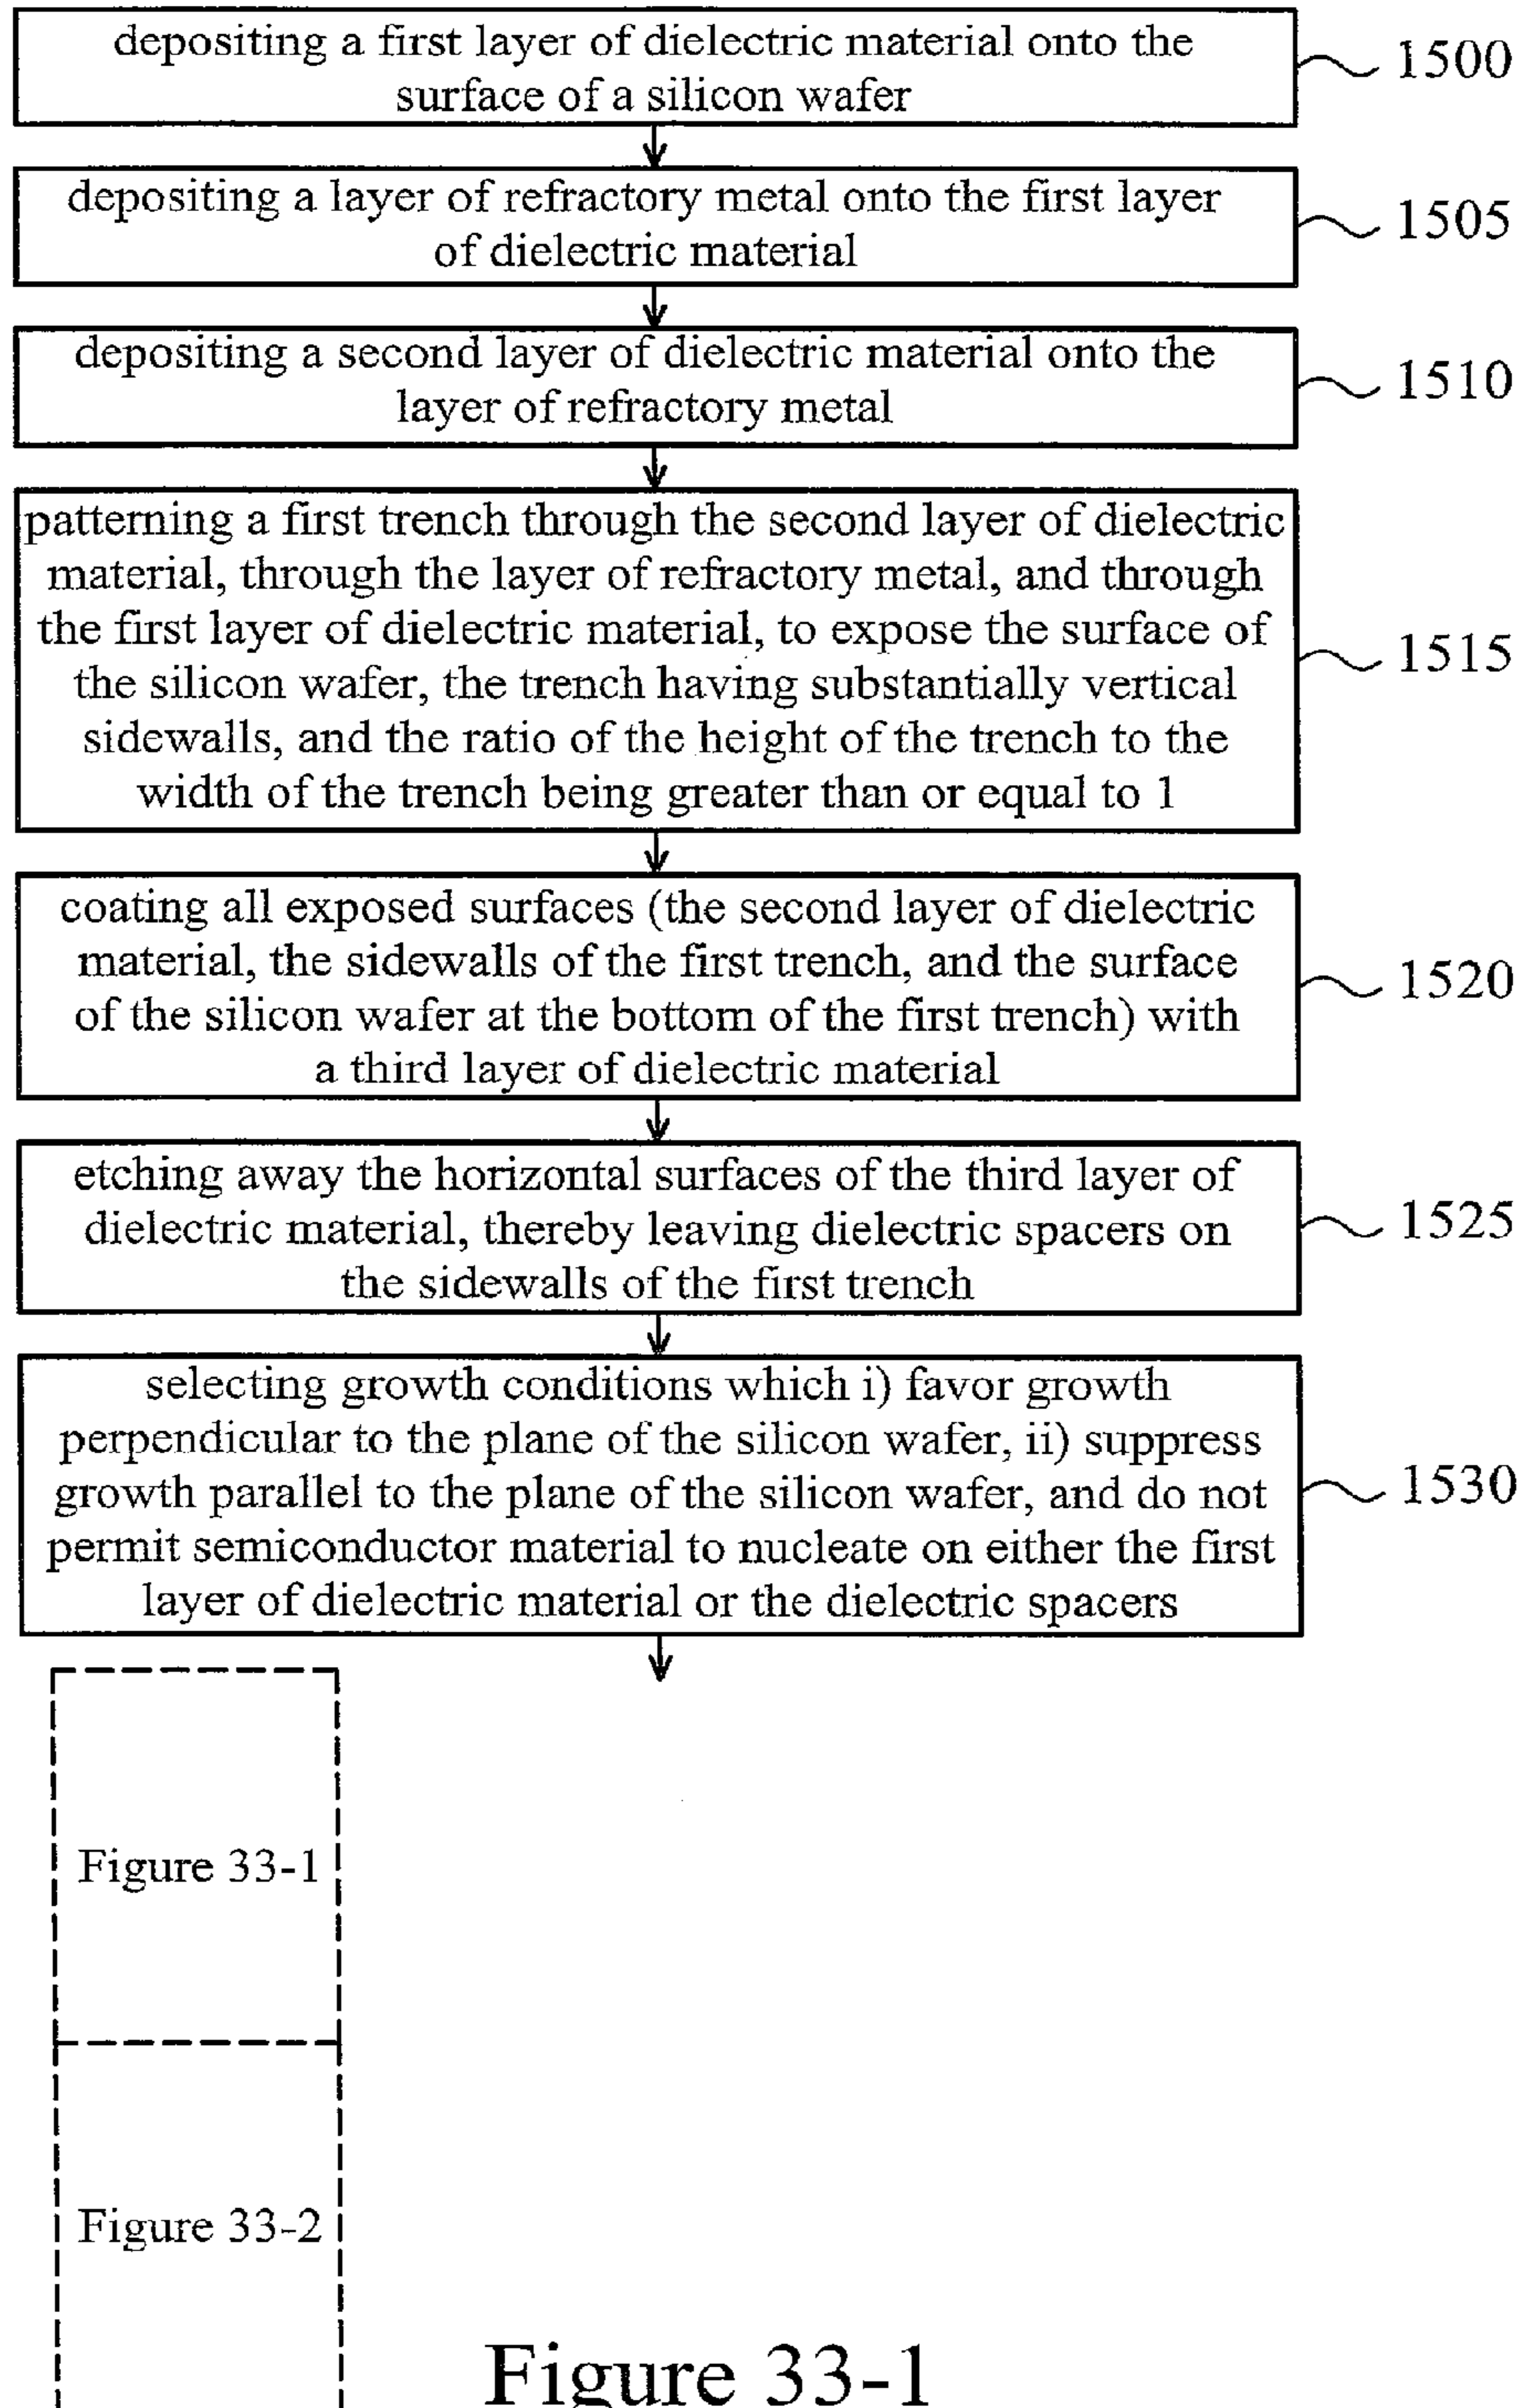 depositing a first layer of dielectric material onto the
surface of a silicon wafer
1500
depositing a layer of refractory metal onto the first layer
of dielectric material
1505
depositing a second layer of dielectric material onto the
layer of refractory metal
1510
patterning a first trench through the second layer of dielectric
material, through the layer of refractory metal, and through
the first layer of dielectric material, to expose the surface of
the silicon wafer, the trench having substantially vertical
sidewalls, and the ratio of the height of the trench to the
width of the trench being greater than or equal to 1
1515
coating all exposed surfaces (the second layer of dielectric
material, the sidewalls of the first trench, and the surface
of the silicon wafer at the bottom of the first trench) with
a third layer of dielectric material
1520
etching away the horizontal surfaces of the third layer of
dielectric material, thereby leaving dielectric spacers on
the sidewalls of the first trench
1525
selecting growth conditions which i) favor growth
perpendicular to the plane of the silicon wafer, ii) suppress
growth parallel to the plane of the silicon wafer, and do not
permit semiconductor material to nucleate on either the first
layer of dielectric material or the dielectric spacers
1530
Figure 33-1
Figure 33-2
Figure 33-1